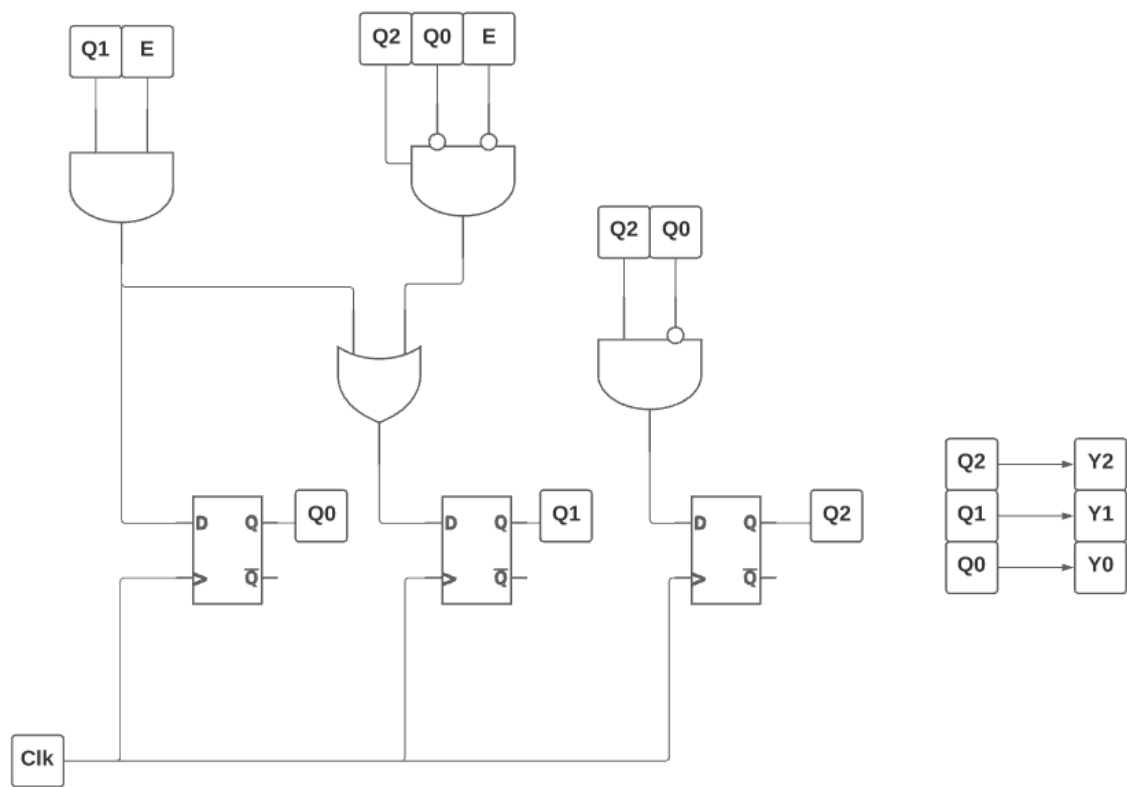 Q1 E
Q2 Q0 E
Q2 Q0
Q2 Y2
Q1 Y1
Q0 Y0
D Q Q0
Q̅
D Q Q1
Q̅
D Q Q2
Q̅
Clk